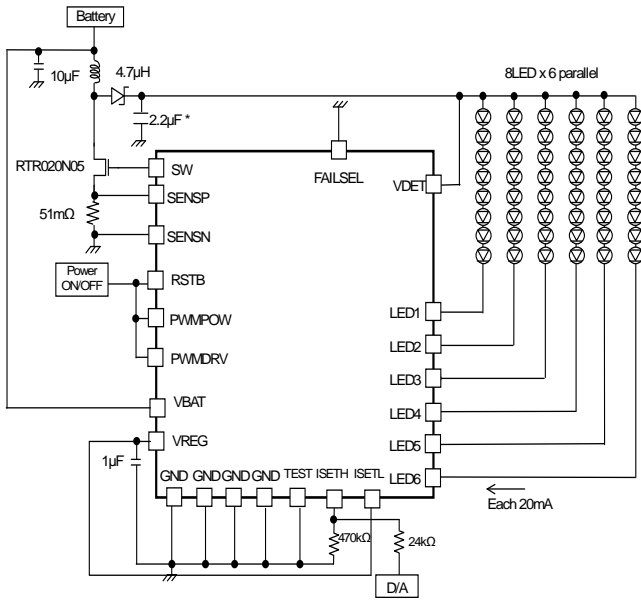 Battery
10µF
4.7µH
8LED x 6 parallel
2.2µF *
RTR020N05
SW
FAILSEL
VDET
SENSP
51mΩ
SENSN
Power
ON/OFF
RSTB
PWMPOW
LED1
PWMDRV
LED2
LED3
VBAT
LED4
VREG
LED5
1µF
GND GND GND GND TEST ISETH ISETL
LED6
Each 20mA
470kΩ
24kΩ
D/A